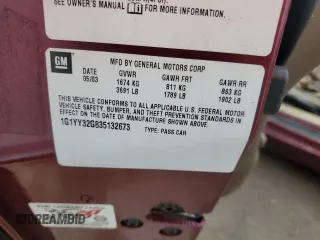 SEE OWNER'S MANUAL FOR MORE INFORMATION.
GM
MFD BY GENERAL MOTORS CORP
DATE GVWR GAWR FRT GAWR RR
05/03 1674 KG 811 KG 863 KG
3691 LB 1789 LB 1902 LB
THIS VEHICLE CONFORMS TO ALL APPLICABLE U.S. FEDERAL MOTOR
VEHICLE SAFETY, BUMPER, AND THEFT PREVENTION STANDARDS IN
EFFECT ON THE DATE OF MANUFACTURE SHOWN ABOVE.
1G1YY32G835132673 TYPE: PASS CAR
DREAMBID